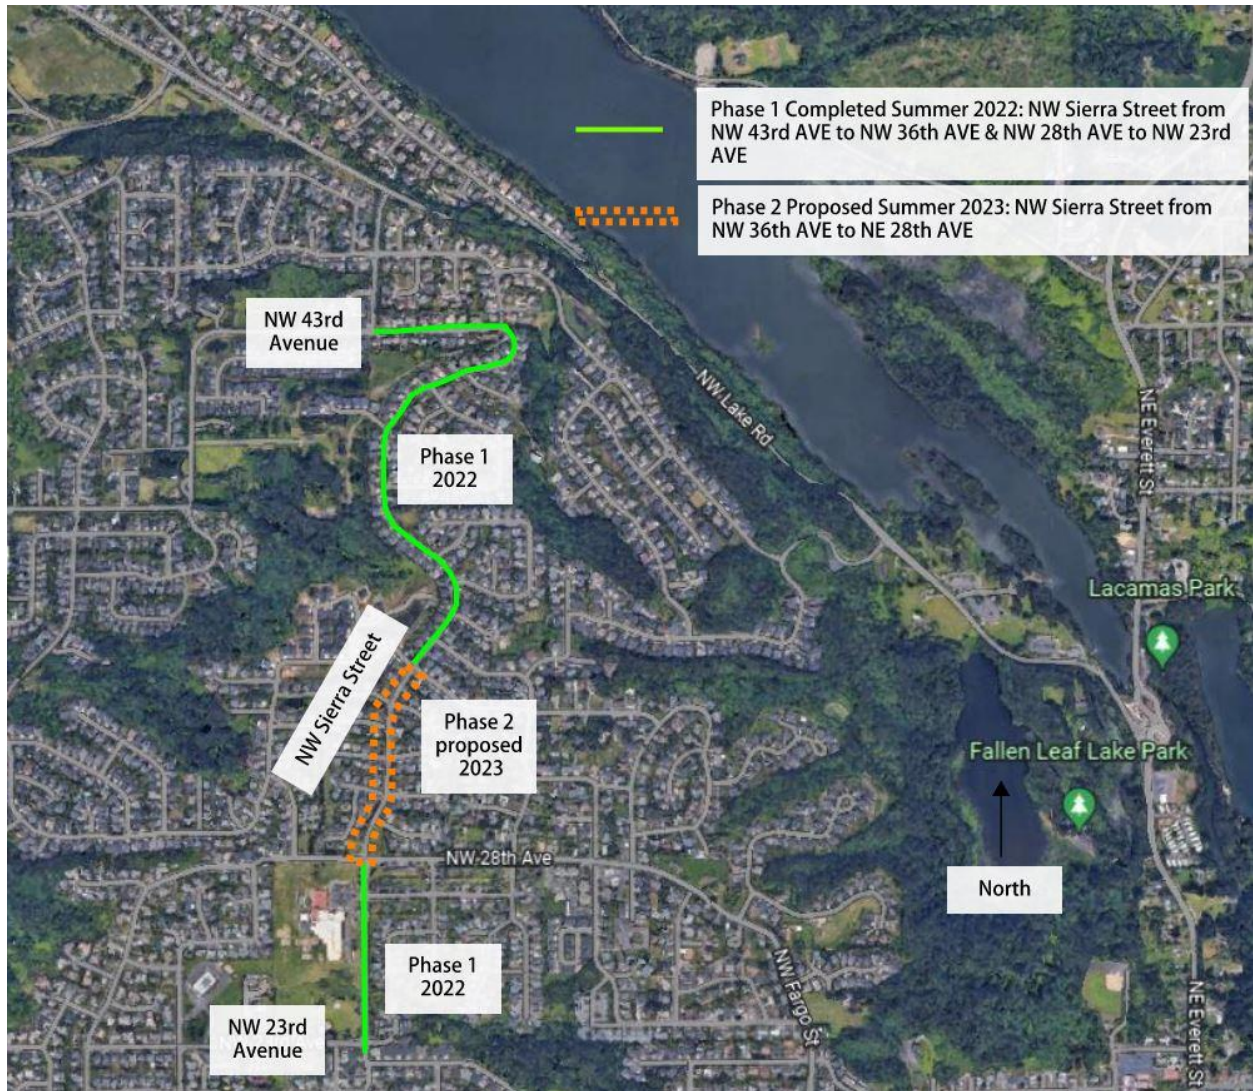 Phase 1 Completed Summer 2022: NW Sierra Street from
NW 43rd AVE to NW 36th AVE & NW 28th AVE to NW 23rd
AVE
Phase 2 Proposed Summer 2023: NW Sierra Street from
NW 36th AVE to NE 28th AVE
NW 43rd
Avenue
NW Lake Rd
NE Everett St
Phase 1
2022
Lacamas Park
NW Sierra Street
Phase 2
proposed
2023
Fallen Leaf Lake Park
NW 28th Ave
North
Phase 1
2022
NW Fargo St
NE Everett St
NW 23rd
Avenue